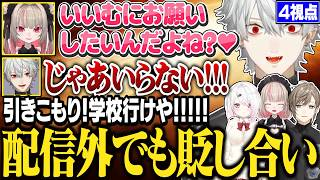 いいむにお願い
したいんだよね?♥
4視点
じゃあいらない!!!
引きこもり!学校行けや!!!!!
配信外でも貶し合い